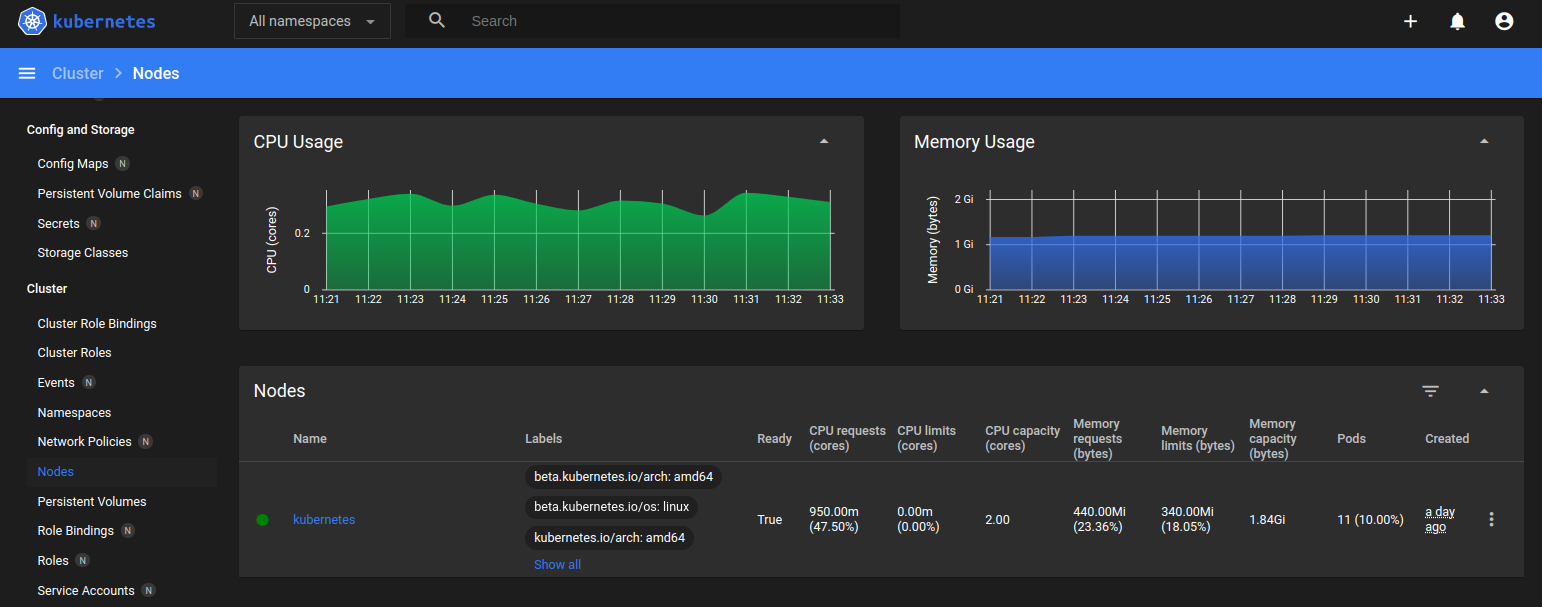 kubernetes
All namespaces
Search
Cluster > Nodes
Config and Storage
Config Maps N
Persistent Volume Claims N
Secrets N
Storage Classes
Cluster
Cluster Role Bindings
Cluster Roles
Events N
Namespaces
Network Policies N
Nodes
Persistent Volumes
Role Bindings N
Roles N
Service Accounts N
CPU Usage
CPU (cores)
0.2
0
11:21 11:22 11:23 11:24 11:25 11:26 11:27 11:28 11:29 11:30 11:31 11:32 11:33
Memory Usage
Memory (bytes)
2 Gi
1 Gi
0 Gi
11:21 11:22 11:23 11:24 11:25 11:26 11:27 11:28 11:29 11:30 11:31 11:32 11:33
Nodes
Name
Labels
Ready
CPU requests
(cores)
CPU limits
(cores)
CPU capacity
(cores)
Memory
requests
(bytes)
Memory
limits (bytes)
Memory
capacity
(bytes)
Pods
Created
kubernetes
beta.kubernetes.io/arch: amd64
beta.kubernetes.io/os: linux
kubernetes.io/arch: amd64
Show all
True
950.00m
(47.50%)
0.00m
(0.00%)
2.00
440.00Mi
(23.36%)
340.00Mi
(18.05%)
1.84Gi
11 (10.00%)
a day
ago